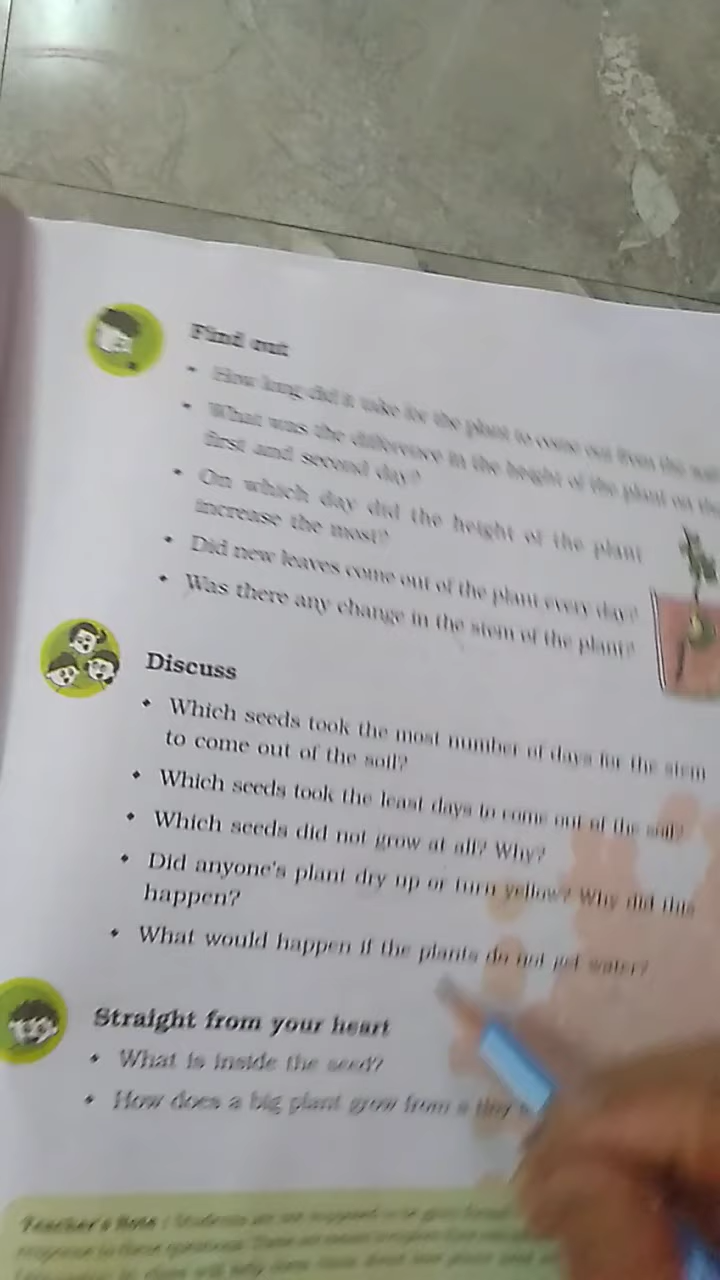 Find out
• How long did it take for the plant to come out from the soil
• What was the difference in the height of the plant on the
first and second day?
• On which day did the height of the plant
increase the most?
• Did new leaves come out of the plant every day?
• Was there any change in the stem of the plant?
Discuss
• Which seeds took the most number of days for the stem
to come out of the soil?
• Which seeds took the least days to come out of the soil?
• Which seeds did not grow at all? Why?
• Did anyone's plant dry up or turn yellow? Why did this
happen?
• What would happen if the plants do not get water?
Straight from your heart
• What is inside the seed?
• How does a big plant grow from a tiny
Teacher's Note :